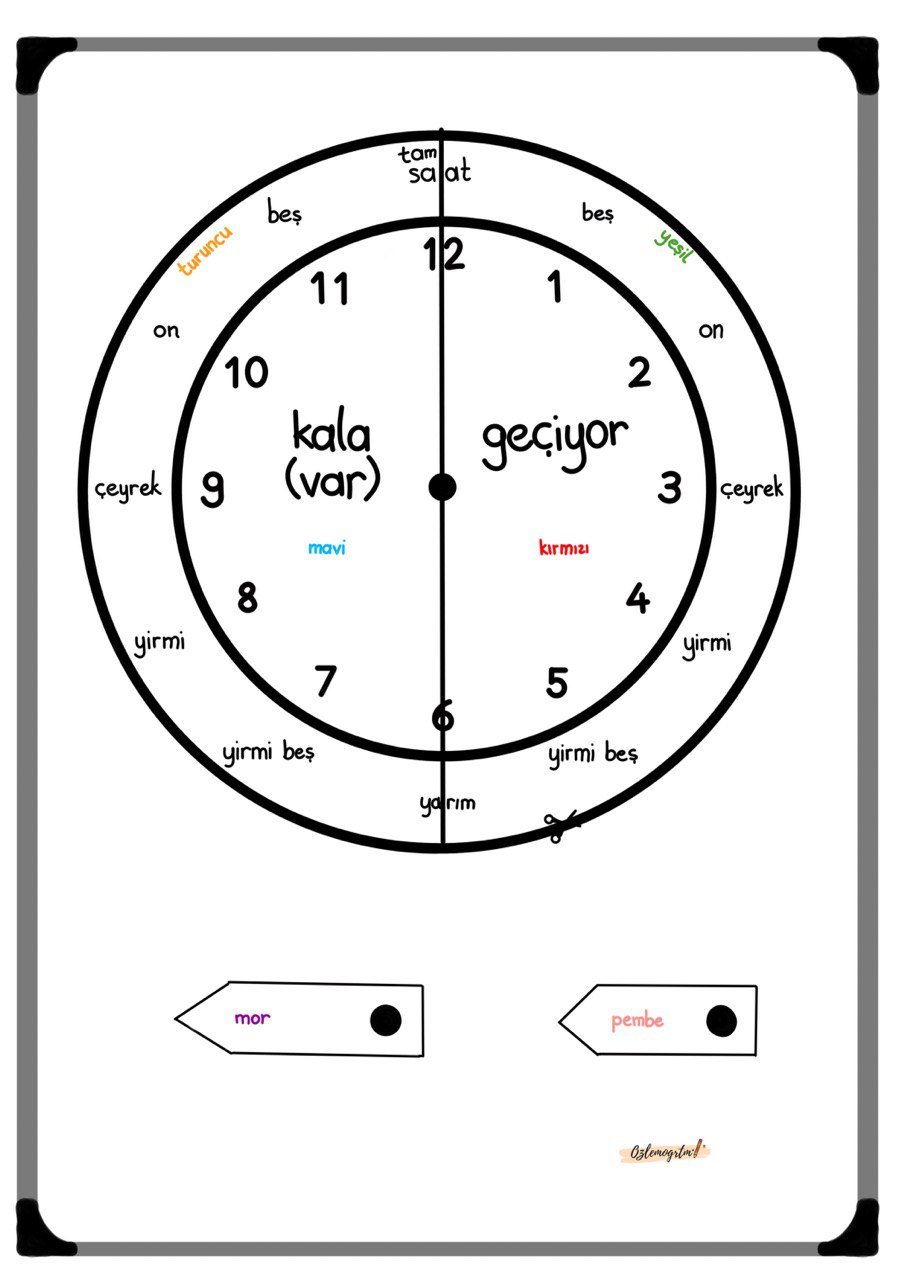 tam
saat
beş
beş
turuncu
yeşil
12
11
1
on
on
10
2
kala
(var)
geçiyor
çeyrek
9
3
çeyrek
mavi
kırmızı
8
4
yirmi
yirmi
7
5
6
yirmi beş
yirmi beş
yarım
mor
pembe
Ozlemogrtm